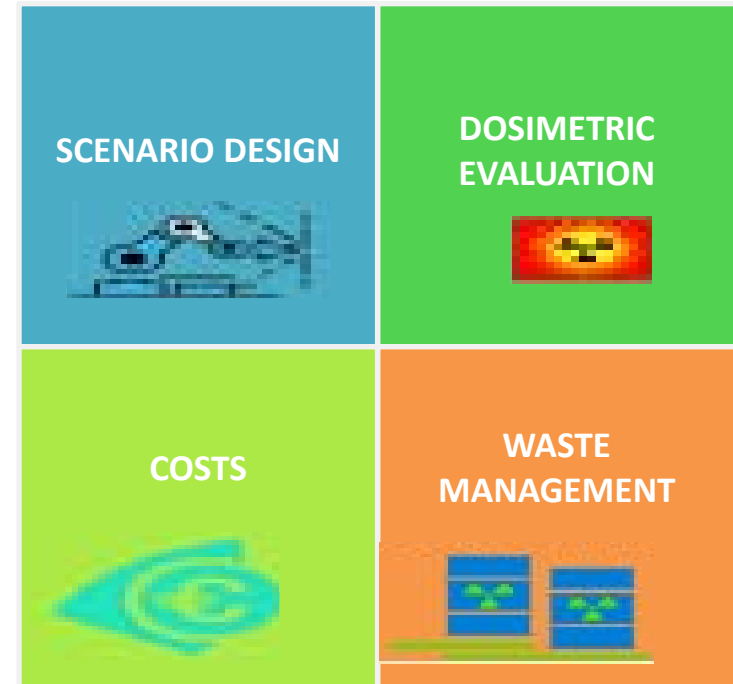 SCENARIO DESIGN
DOSIMETRIC
EVALUATION
COSTS
WASTE
MANAGEMENT